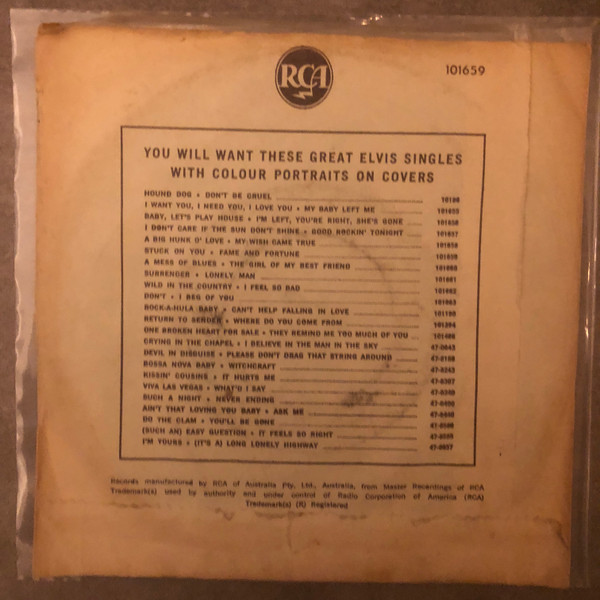 RCA
101659
YOU WILL WANT THESE GREAT ELVIS SINGLES
WITH COLOUR PORTRAITS ON COVERS
HOUND DOG • DON'T BE CRUEL
I WANT YOU, I NEED YOU, I LOVE YOU • MY BABY LEFT ME
BABY, LET'S PLAY HOUSE • I'M LEFT, YOU'RE RIGHT, SHE'S GONE
I DON'T CARE IF THE SUN DON'T SHINE • GOOD ROCKIN' TONIGHT 101657
A BIG HUNK O' LOVE • MY WISH CAME TRUE
STUCK ON YOU • FAME AND FORTUNE 101659
A MESS OF BLUES • THE GIRL OF MY BEST FRIEND 101660
SURRENDER • LONELY MAN 101661
WILD IN THE COUNTRY • I FEEL SO BAD 101662
DON'T • I BEG OF YOU 101663
ROCK-A-HULA BABY • CAN'T HELP FALLING IN LOVE
RETURN TO SENDER • WHERE DO YOU COME FROM
ONE BROKEN HEART FOR SALE • THEY REMIND ME TOO MUCH OF YOU
CRYING IN THE CHAPEL • I BELIEVE IN THE MAN IN THE SKY
DEVIL IN DISGUISE • PLEASE DON'T DRAG THAT STRING AROUND
BOSSA NOVA BABY • WITCHCRAFT
KISSIN' COUSINS • IT HURTS ME
VIVA LAS VEGAS • WHAT'D I SAY
SUCH A NIGHT • NEVER ENDING
AIN'T THAT LOVING YOU BABY • ASK ME
DO THE CLAM • YOU'LL BE GONE
(SUCH AN) EASY QUESTION • IT FEELS SO RIGHT
I'M YOURS • (IT'S A) LONG LONELY HIGHWAY
Records manufactured by RCA of Australia Pty, Ltd., Australia, from Master Recordings of RCA
Trademark(s) used by authority and under control of Radio Corporation of America (RCA)
Trademark(s) (R) Registered